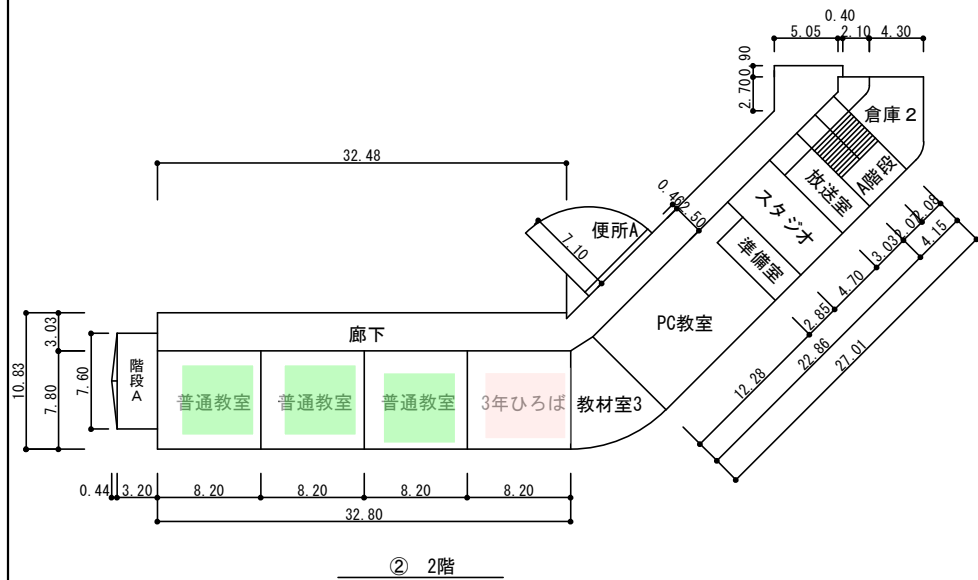 0.40
5.05
2.10
4.30
0.90
2.70
倉庫２
32.48
A階段
放送室
0.46
2.50
スタジオ
便所A
7.10
準備室
2.08
2.07
4.15
3.03
4.70
PC教室
2.85
22.86
27.01
12.28
3.03
廊下
10.83
7.60
7.80
階段A
普通教室
普通教室
普通教室
3年ひろば
教材室3
0.44
3.20
8.20
8.20
8.20
8.20
32.80
② 2階